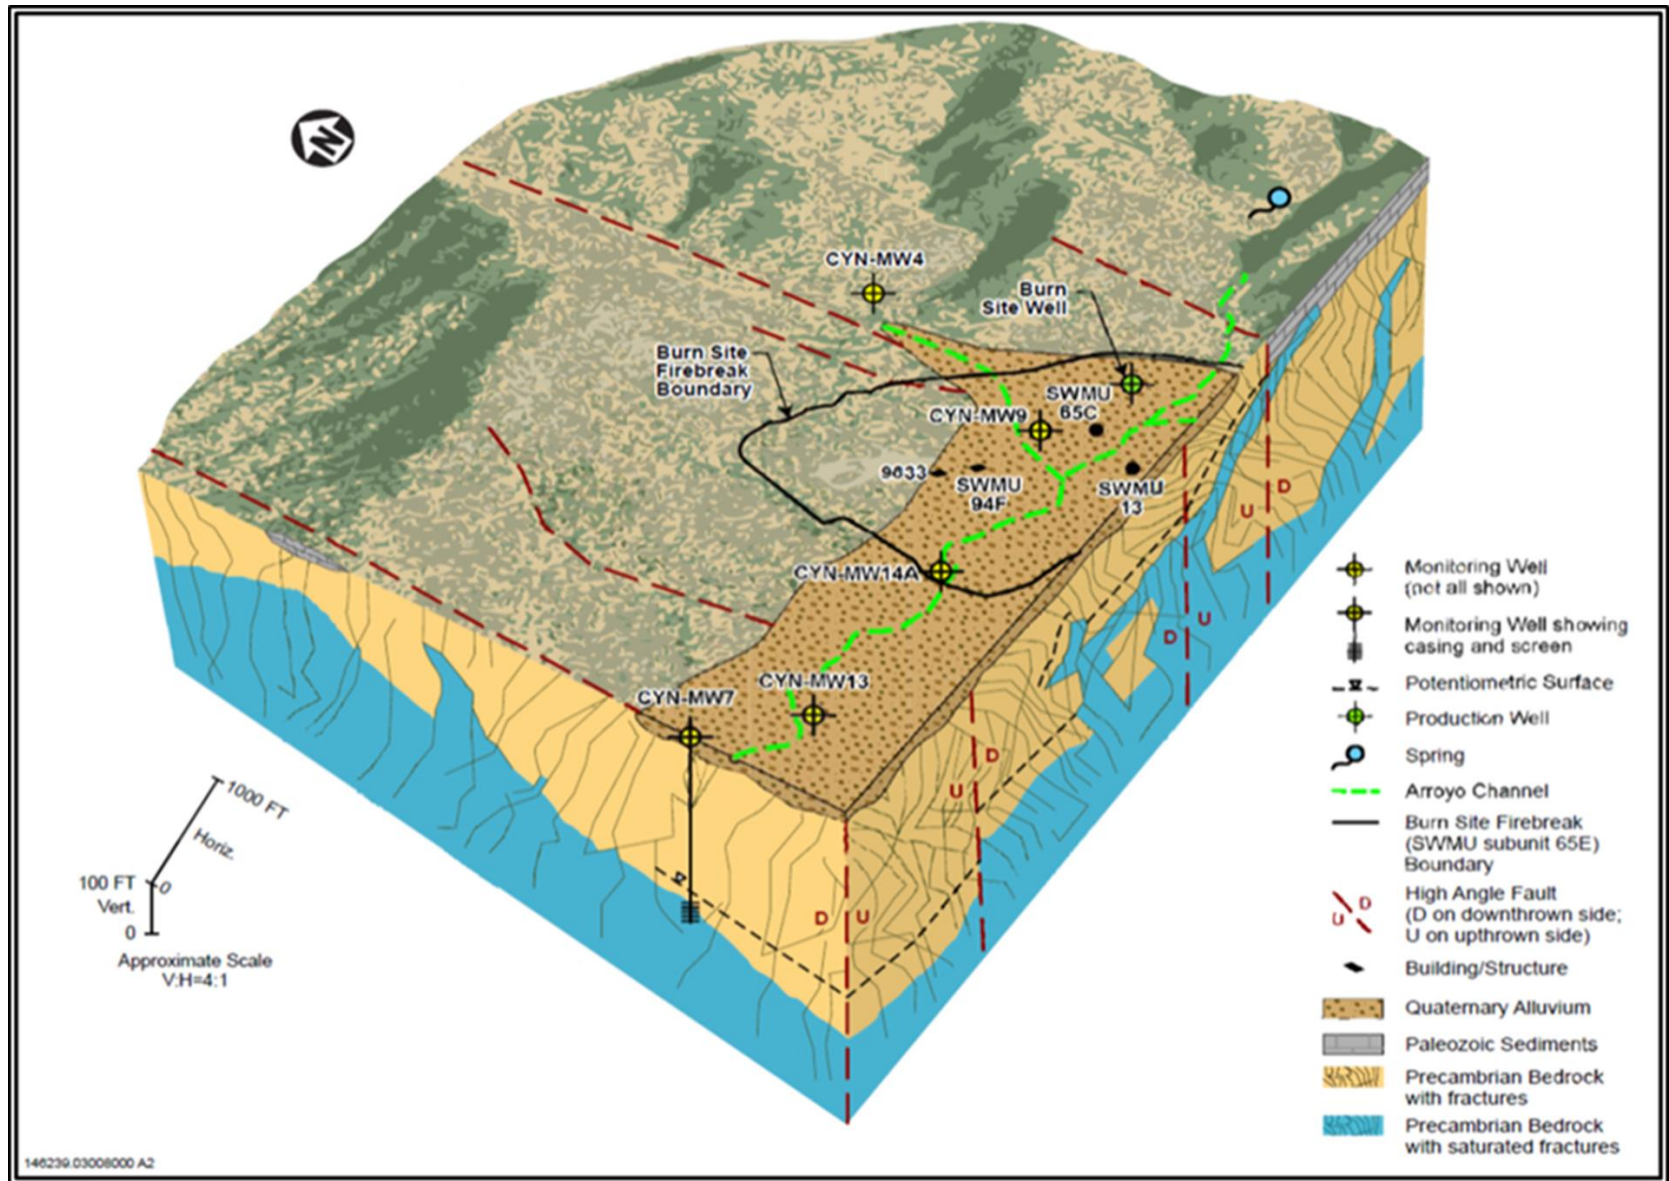 N
CYN-MW4
Burn
Site Well
Burn Site
Firebreak
Boundary
SWMU
65C
CYN-MW9
9833
SWMU
94F
SWMU
13
D
U
CYN-MW14A
U
D
CYN-MW13
CYN-MW7
D
U
D
U
1000 FT
Horiz.
0
100 FT
Vert.
0
Approximate Scale
V:H=4:1
Monitoring Well
(not all shown)
Monitoring Well showing
casing and screen
Potentiometric Surface
Production Well
Spring
Arroyo Channel
Burn Site Firebreak
(SWMU subunit 65E)
Boundary
High Angle Fault
(D on downthrown side;
U on upthrown side)
U
D
Building/Structure
Quaternary Alluvium
Paleozoic Sediments
Precambrian Bedrock
with fractures
Precambrian Bedrock
with saturated fractures
146239.03008000 A2